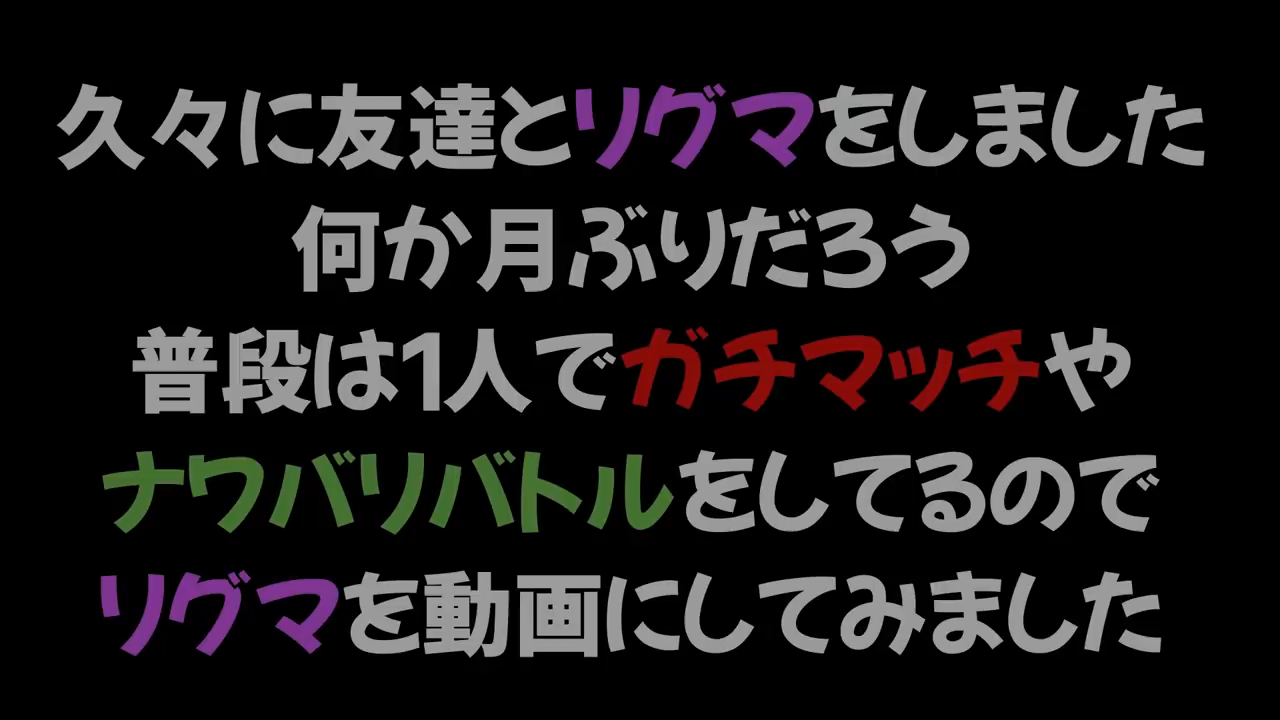 久々に友達とリグマをしました
何か月ぶりだろう
普段は1人でガチマッチや
ナワバリバトルをしてるので
リグマを動画にしてみました